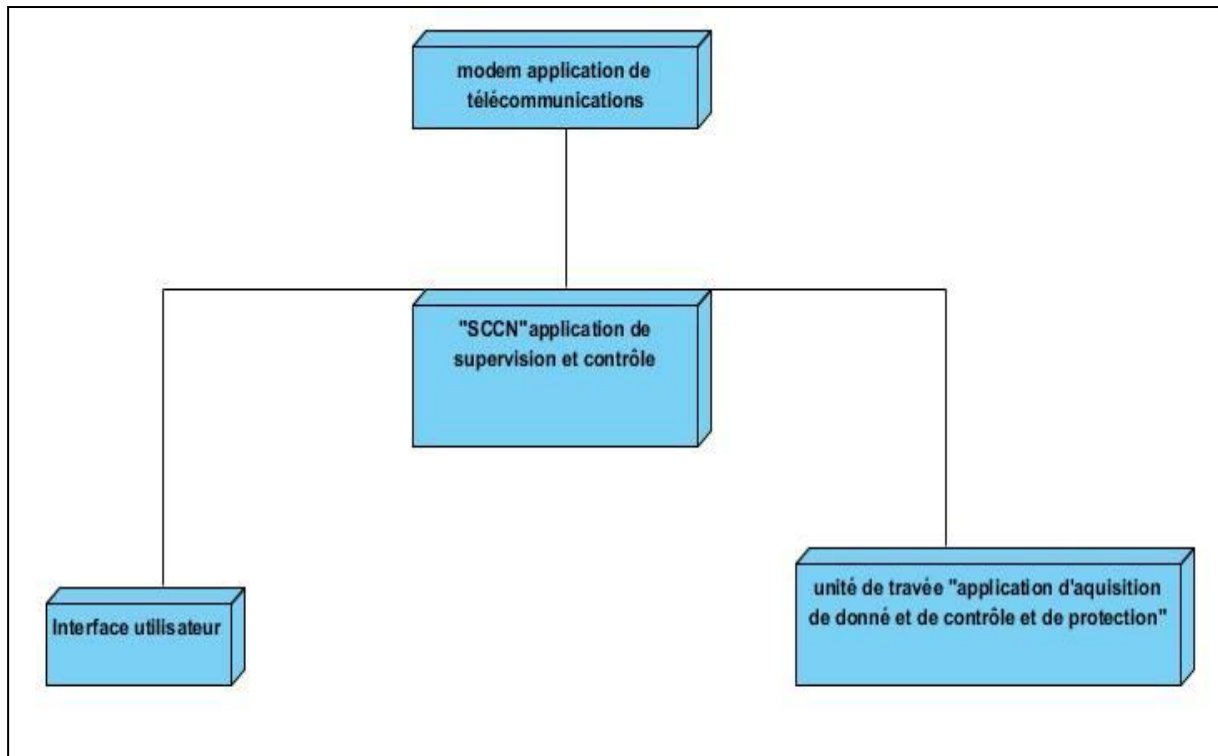 modem application de
télécommunications
"SCCN"application de
supervision et contrôle
Interface utilisateur
unité de travée "application d'aquisition
de donné et de contrôle et de protection"